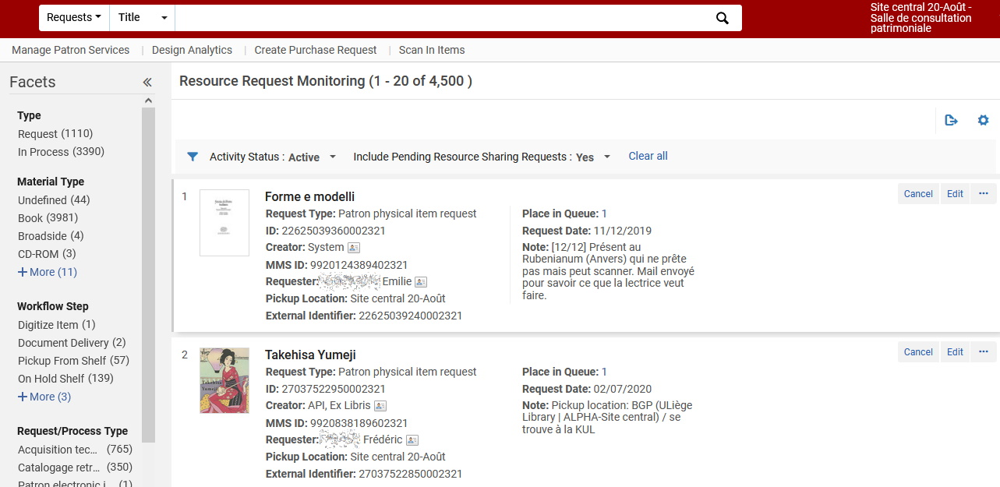 Requests Title
Site central 20-Août -
Salle de consultation
patrimoniale
Manage Patron Services | Design Analytics | Create Purchase Request | Scan In Items
Facets
Type
Request (1110)
In Process (3390)
Material Type
Undefined (44)
Book (3981)
Broadside (4)
CD-ROM (3)
+ More (11)
Workflow Step
Digitize Item (1)
Document Delivery (2)
Pickup From Shelf (57)
On Hold Shelf (139)
+ More (3)
Request/Process Type
Acquisition tec... (765)
Catalogage retr... (350)
Patron electronic i... (1)
Resource Request Monitoring (1 - 20 of 4,500 )
Activity Status : Active Include Pending Resource Sharing Requests : Yes Clear all
1
Forme e modelli
Cancel Edit ...
Request Type: Patron physical item request
ID: 22625039360002321
Creator: System
MMS ID: 9920124389402321
Requester: Emilie
Pickup Location: Site central 20-Août
External Identifier: 22625039240002321
Place in Queue: 1
Request Date: 11/12/2019
Note: [12/12] Présent au
Rubenianum (Anvers) qui ne prête
pas mais peut scanner. Mail envoyé
pour savoir ce que la lectrice veut
faire.
2
Takehisa
Yumeji
Takehisa Yumeji
Cancel Edit ...
Request Type: Patron physical item request
ID: 27037522950002321
Creator: API, Ex Libris
MMS ID: 9920838189602321
Requester: Frédéric
Pickup Location: Site central 20-Août
External Identifier: 27037522850002321
Place in Queue: 1
Request Date: 02/07/2020
Note: Pickup location: BGP (ULiège
Library | ALPHA-Site central) / se
trouve à la KUL